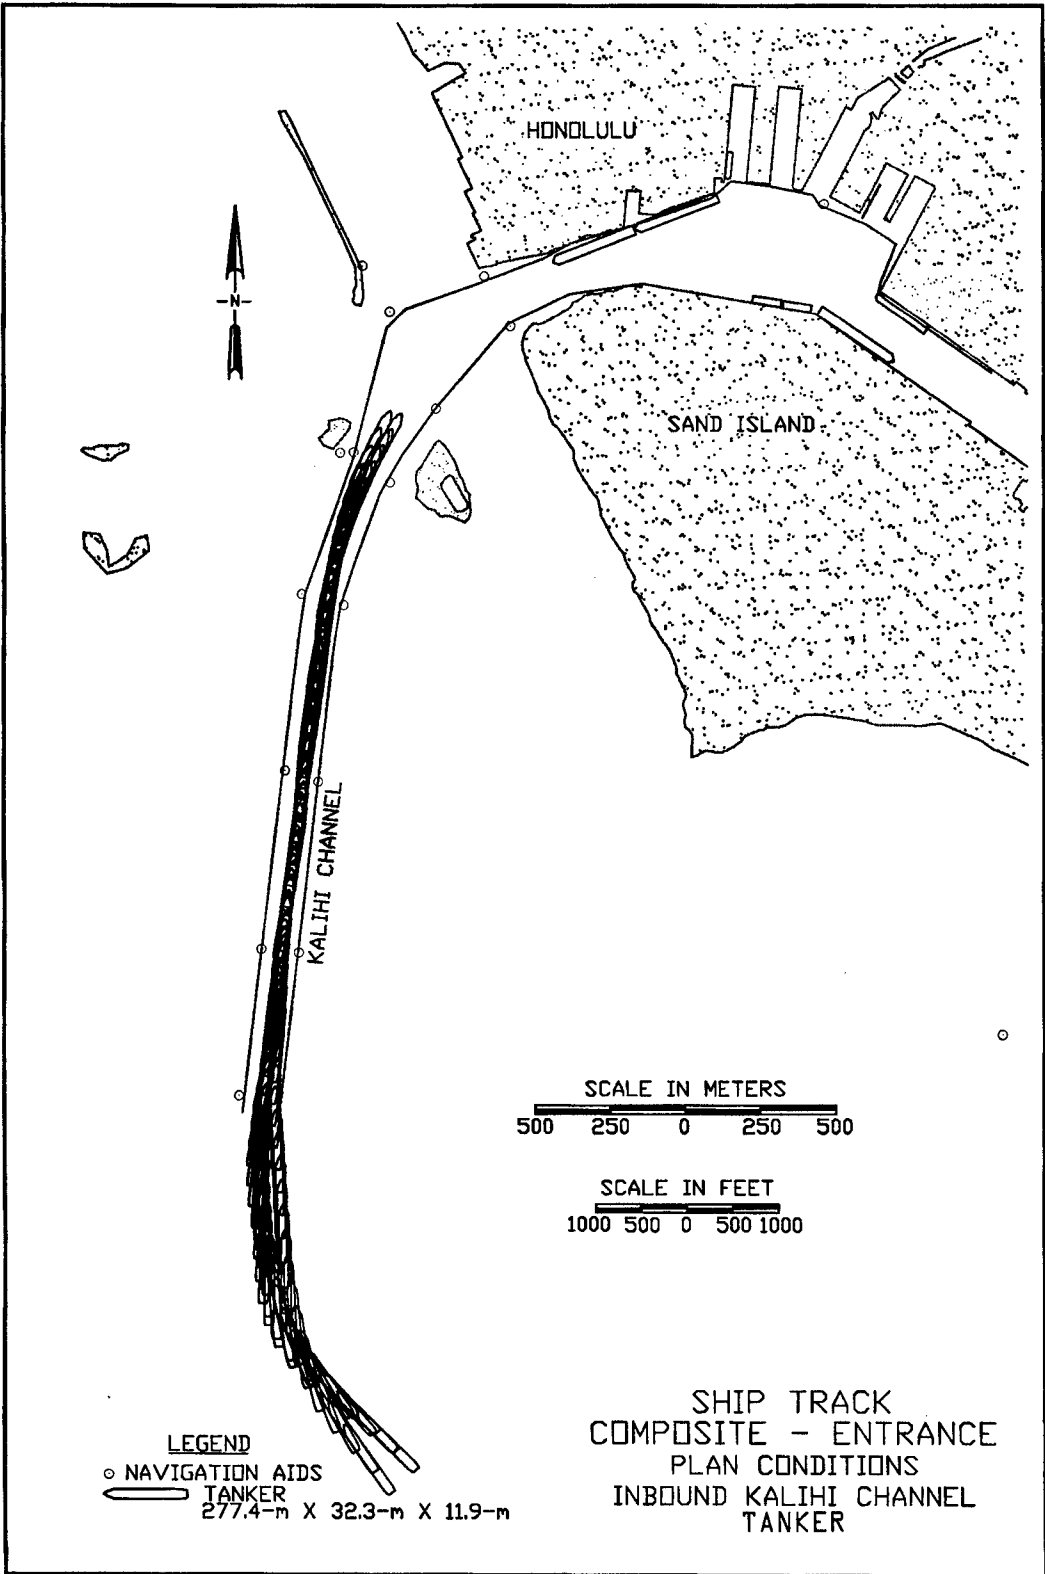 HONOLULU
-N-
SAND ISLAND
KALIHI CHANNEL
SCALE IN METERS
500 250 0 250 500
SCALE IN FEET
1000 500 0 500 1000
LEGEND
NAVIGATION AIDS
TANKER
277.4-m X 32.3-m X 11.9-m
SHIP TRACK
COMPOSITE - ENTRANCE
PLAN CONDITIONS
INBOUND KALIHI CHANNEL
TANKER